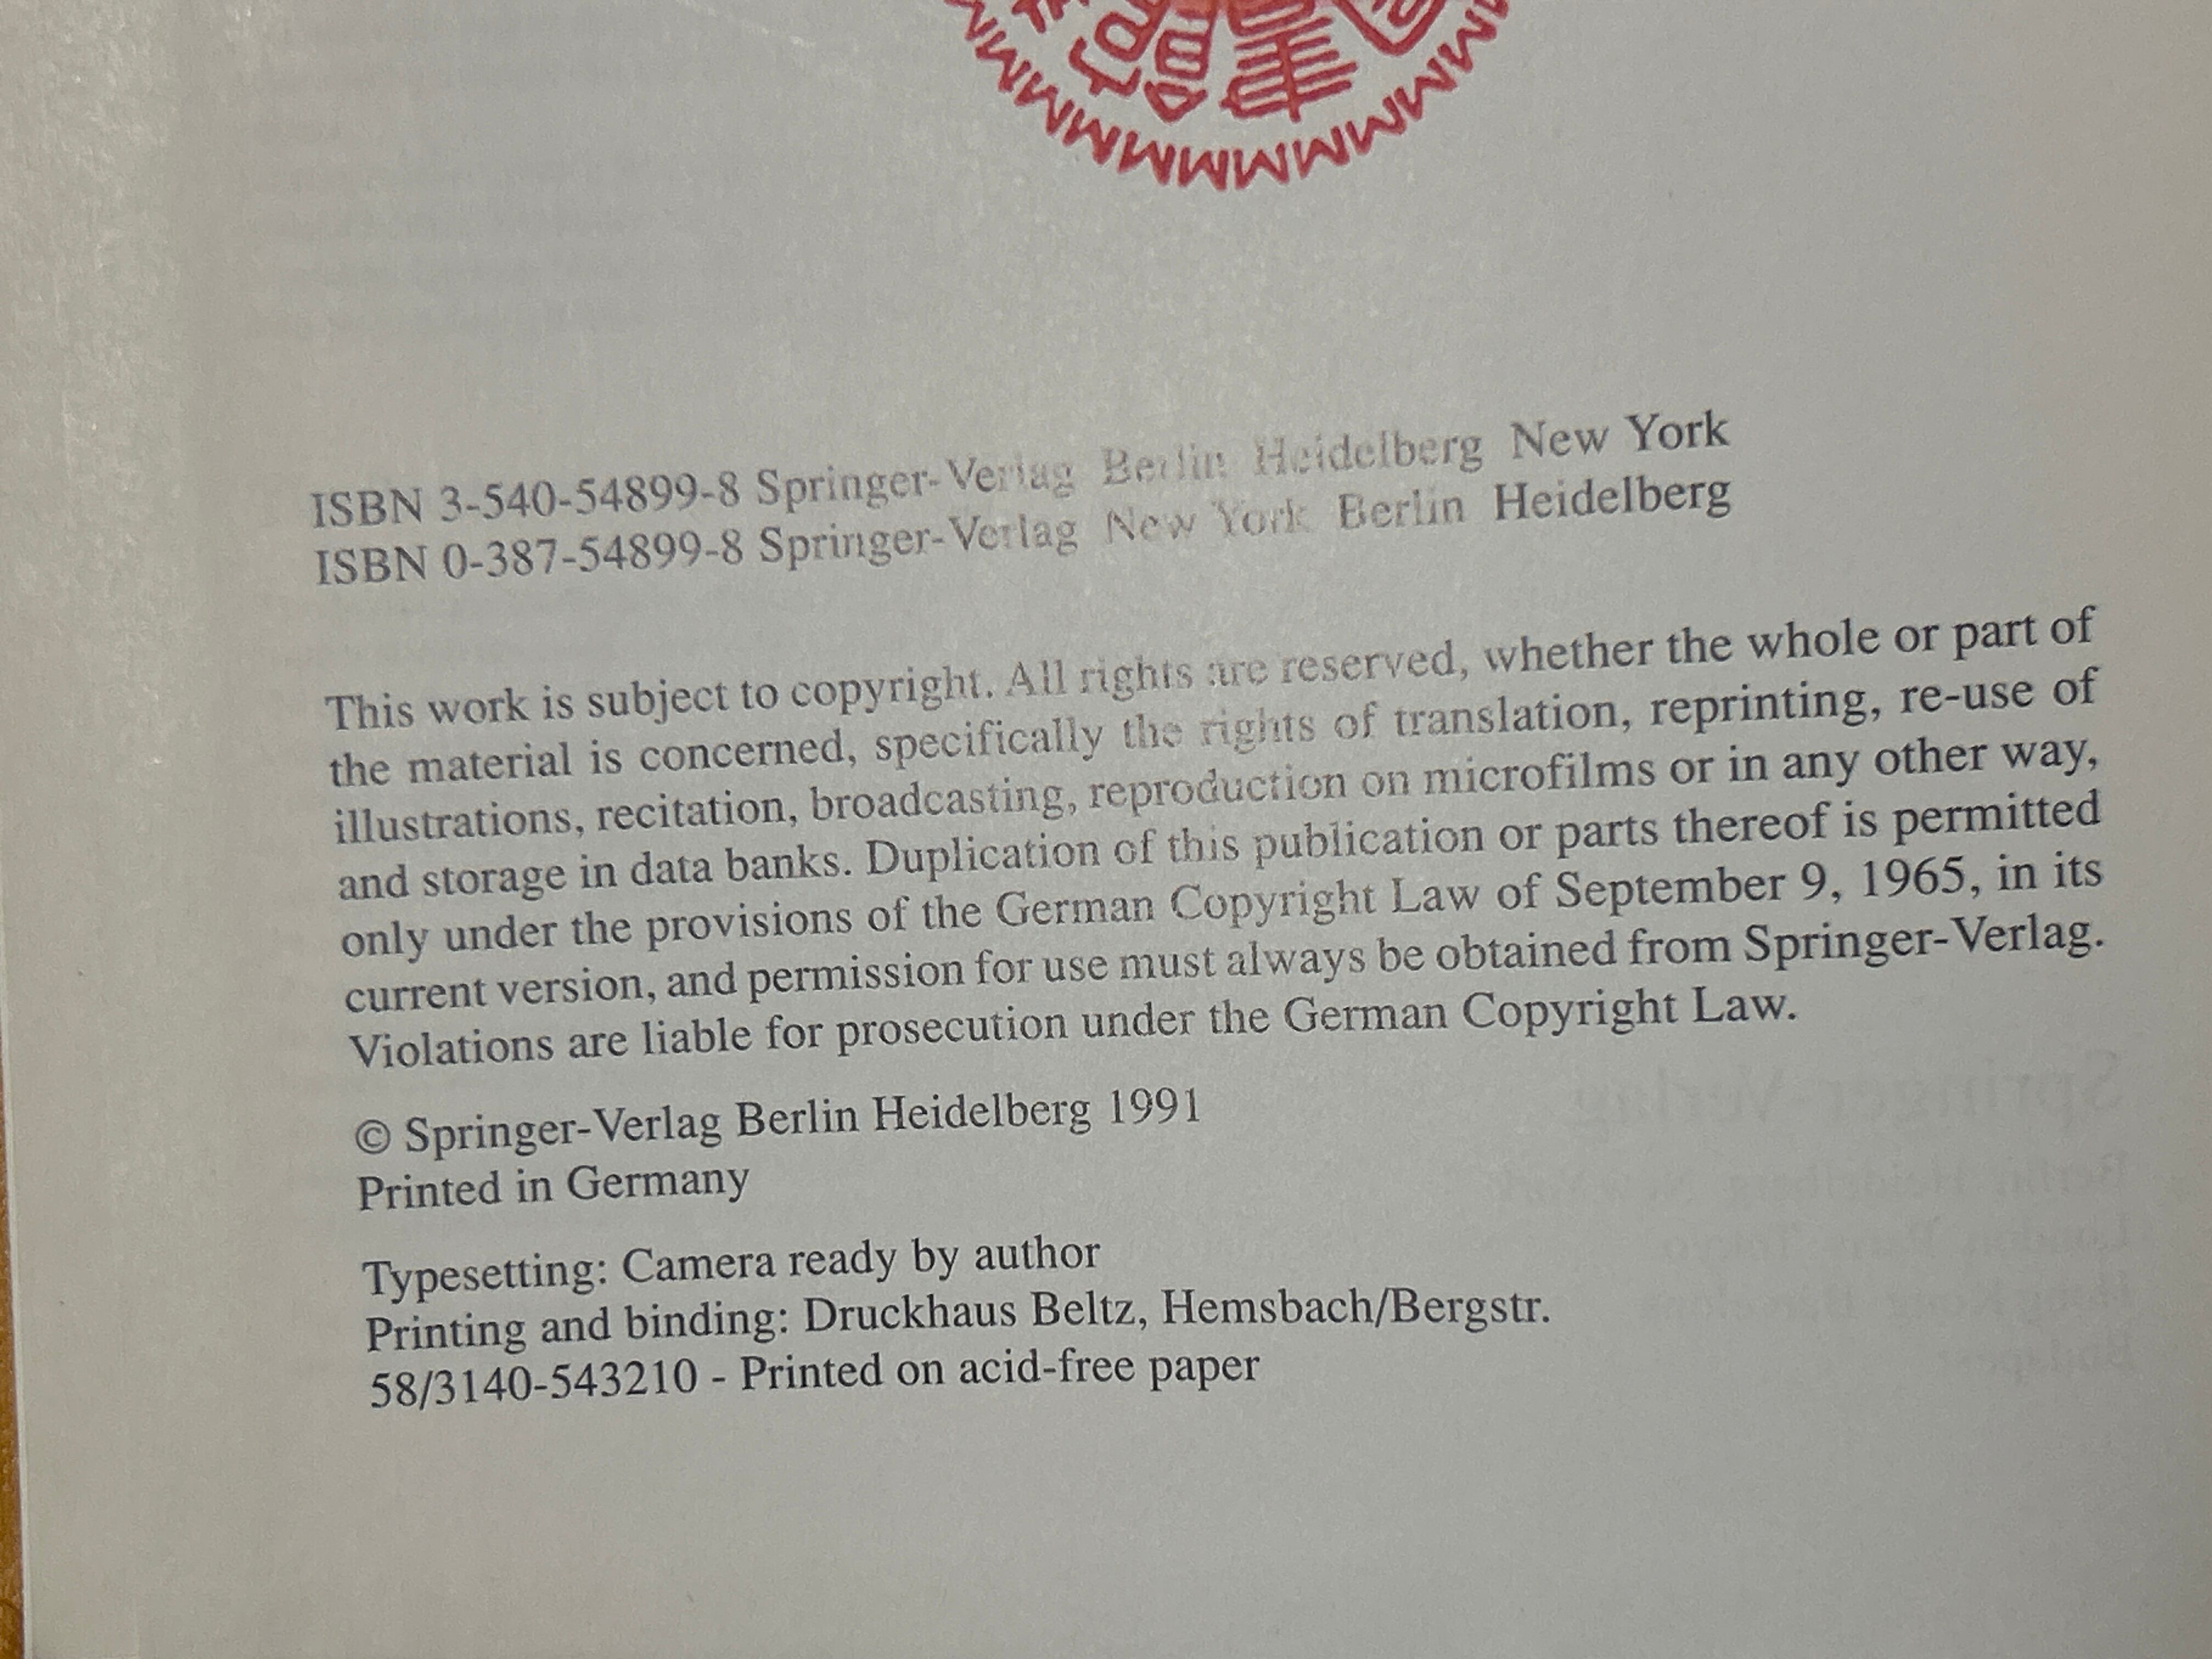 ISBN 3-540-54899-8 Springer-Verlag Berlin Heidelberg New York
ISBN 0-387-54899-8 Springer-Verlag New York Berlin Heidelberg
This work is subject to copyright. All rights are reserved, whether the whole or part of
the material is concerned, specifically the rights of translation, reprinting, re-use of
illustrations, recitation, broadcasting, reproduction on microfilms or in any other way,
and storage in data banks. Duplication of this publication or parts thereof is permitted
only under the provisions of the German Copyright Law of September 9, 1965, in its
current version, and permission for use must always be obtained from Springer-Verlag.
Violations are liable for prosecution under the German Copyright Law.
© Springer-Verlag Berlin Heidelberg 1991
Printed in Germany
Typesetting: Camera ready by author
Printing and binding: Druckhaus Beltz, Hemsbach/Bergstr.
58/3140-543210 - Printed on acid-free paper